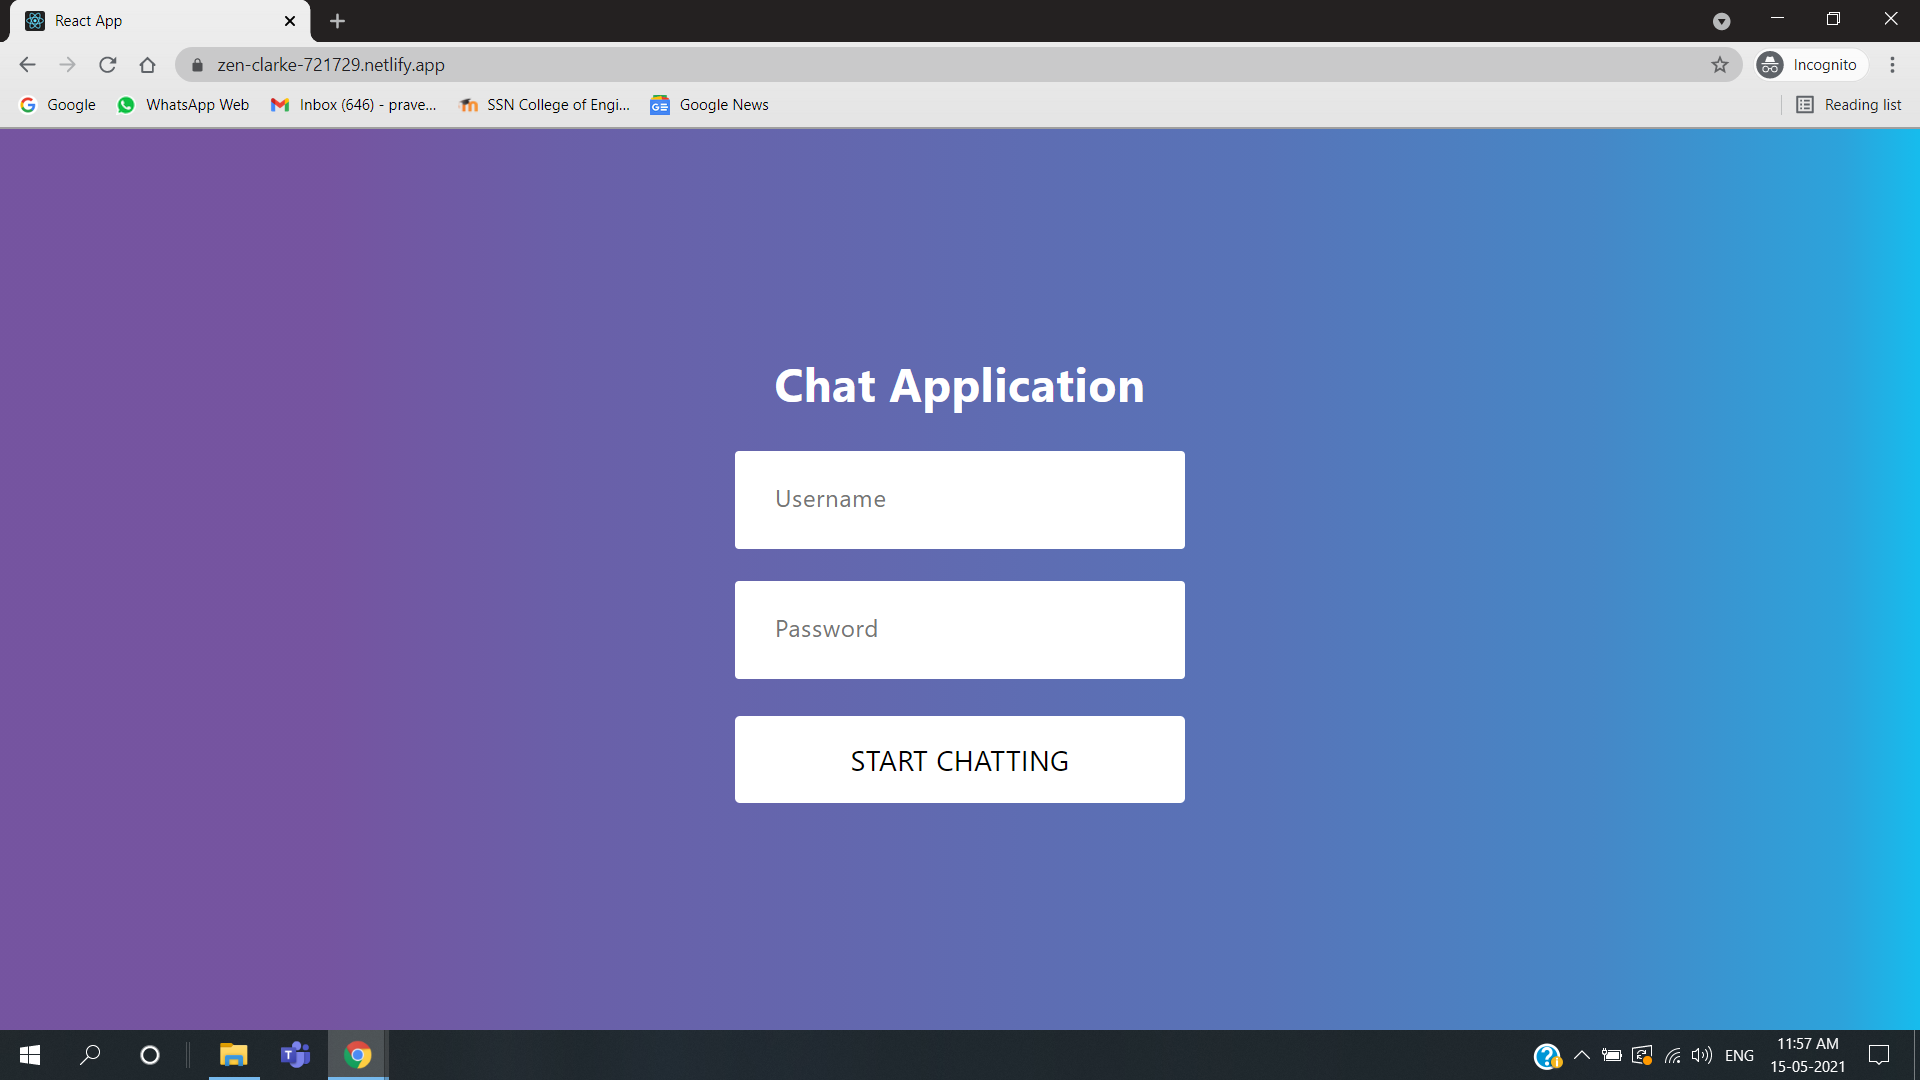 React App
zen-clarke-721729.netlify.app
Incognito
Google
WhatsApp Web
Inbox (646) - prave...
SSN College of Engi...
GE
Google News
Reading list
Chat Application
Username
Password
START CHATTING
T
ENG
11:57 AM
15-05-2021